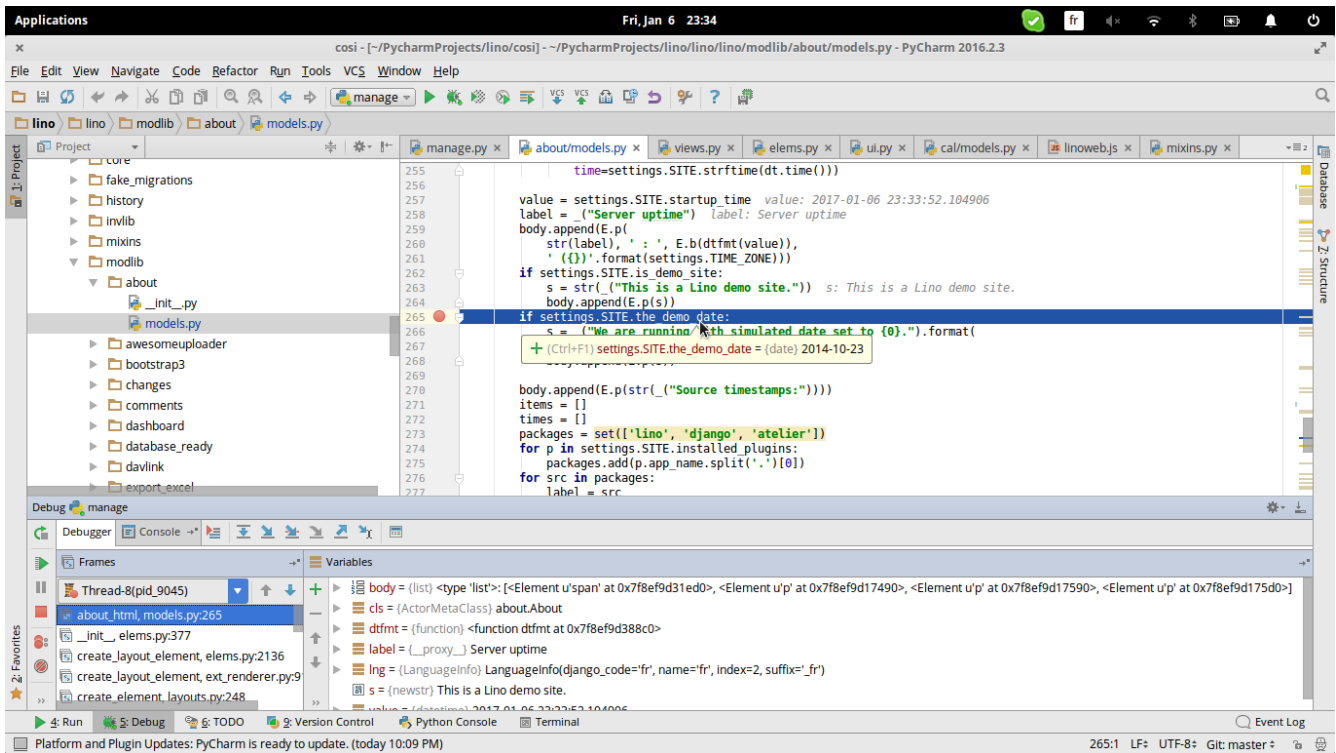 Applications
Fri, Jan 6 23:34
fr
cosi - [~/PycharmProjects/lino/cosi] - ~/PycharmProjects/lino/lino/lino/modlib/about/models.py - PyCharm 2016.2.3
File Edit View Navigate Code Refactor Run Tools VCS Window Help
manage
VCS VCS
lino lino modlib about models.py
1: Project
Project
manage.py × about/models.py × views.py × elems.py × ui.py × cal/models.py × linoweb.js × mixins.py ×
2
Database
Z: Structure
core
fake_migrations
history
invlib
mixins
modlib
about
__init__.py
models.py
awesomeuploader
bootstrap3
changes
comments
dashboard
database_ready
davlink
export_excel
255 time=settings.SITE.strftime(dt.time()))
256
257 value = settings.SITE.startup_time value: 2017-01-06 23:33:52.104906
258 label = _("Server uptime") label: Server uptime
259 body.append(E.p(
260 str(label), ' : ', E.b(dtfmt(value)),
261 ' ({})'.format(settings.TIME_ZONE)))
262 if settings.SITE.is_demo_site:
263 s = str(_("This is a Lino demo site.")) s: This is a Lino demo site.
264 body.append(E.p(s))
265 if settings.SITE.the_demo_date:
266 s = _("We are running with simulated date set to {0}.").format(
267
(Ctrl+F1) settings.SITE.the_demo_date = {date} 2014-10-23
268 body.append(E.p(s))
269
270 body.append(E.p(str(_("Source timestamps:"))))
271 items = []
272 times = []
273 packages = set(['lino', 'django', 'atelier'])
274 for p in settings.SITE.installed_plugins:
275 packages.add(p.app_name.split('.')[0])
276 for src in packages:
277 label = src
Debug manage
Debugger Console
Frames
Variables
Thread-8(pid_9045)
about_html, models.py:265
__init__, elems.py:377
create_layout_element, elems.py:2136
create_layout_element, ext_renderer.py:9
create_element, layouts.py:248
body = {list} <type 'list'>: [<Element u'span' at 0x7f8ef9d31ed0>, <Element u'p' at 0x7f8ef9d17490>, <Element u'p' at 0x7f8ef9d17590>, <Element u'p' at 0x7f8ef9d175d0>]
cls = {ActorMetaClass} about.About
dtfmt = {function} <function dtfmt at 0x7f8ef9d388c0>
label = {__proxy__} Server uptime
lng = {LanguageInfo} LanguageInfo(django_code='fr', name='fr', index=2, suffix='_fr')
s = {newstr} This is a Lino demo site.
value = {datetime} 2017-01-06 23:33:52.104906
2: Favorites
4: Run 5: Debug 6: TODO 9: Version Control Python Console Terminal Event Log
Platform and Plugin Updates: PyCharm is ready to update. (today 10:09 PM) 265:1 LF UTF-8 Git: master